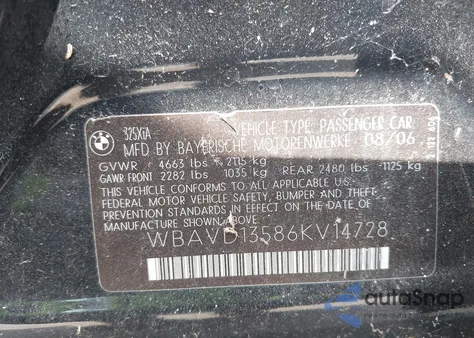 325XiA VEHICLE TYPE: PASSENGER CAR
MFD BY BAYERISCHE MOTORENWERKE 08/06
GVWR 4663 lbs 2115 kg
GAWR FRONT 2282 lbs 1035 kg REAR 2480 lbs 1125 kg
THIS VEHICLE CONFORMS TO ALL APPLICABLE U.S.
FEDERAL MOTOR VEHICLE SAFETY, BUMPER AND THEFT-
PREVENTION STANDARDS IN EFFECT ON THE DATE OF
MANUFACTURE SHOWN ABOVE.
WBAVD13586KV14728
autoSnap